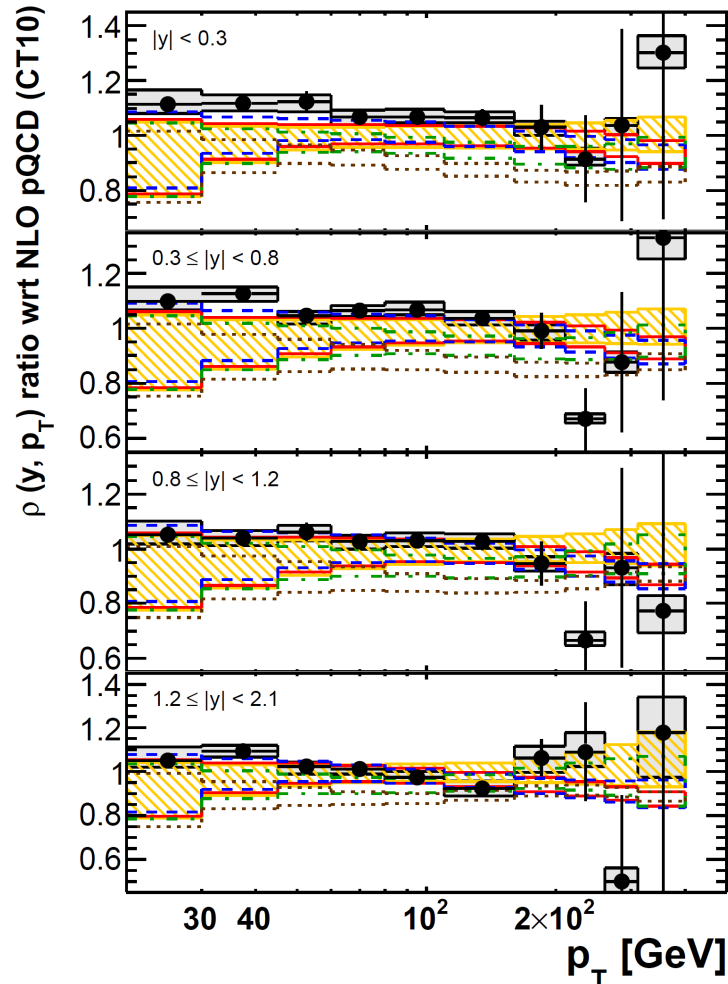 ρ (y, p_T) ratio wrt NLO pQCD (CT10)
|y| < 0.3
1.4
1.2
1
0.8
0.3 ≤ |y| < 0.8
1.2
1
0.8
0.6
0.8 ≤ |y| < 1.2
1.2
1
0.8
0.6
1.2 ≤ |y| < 2.1
1.4
1.2
1
0.8
0.6
30 40 10² 2×10²
p_T [GeV]